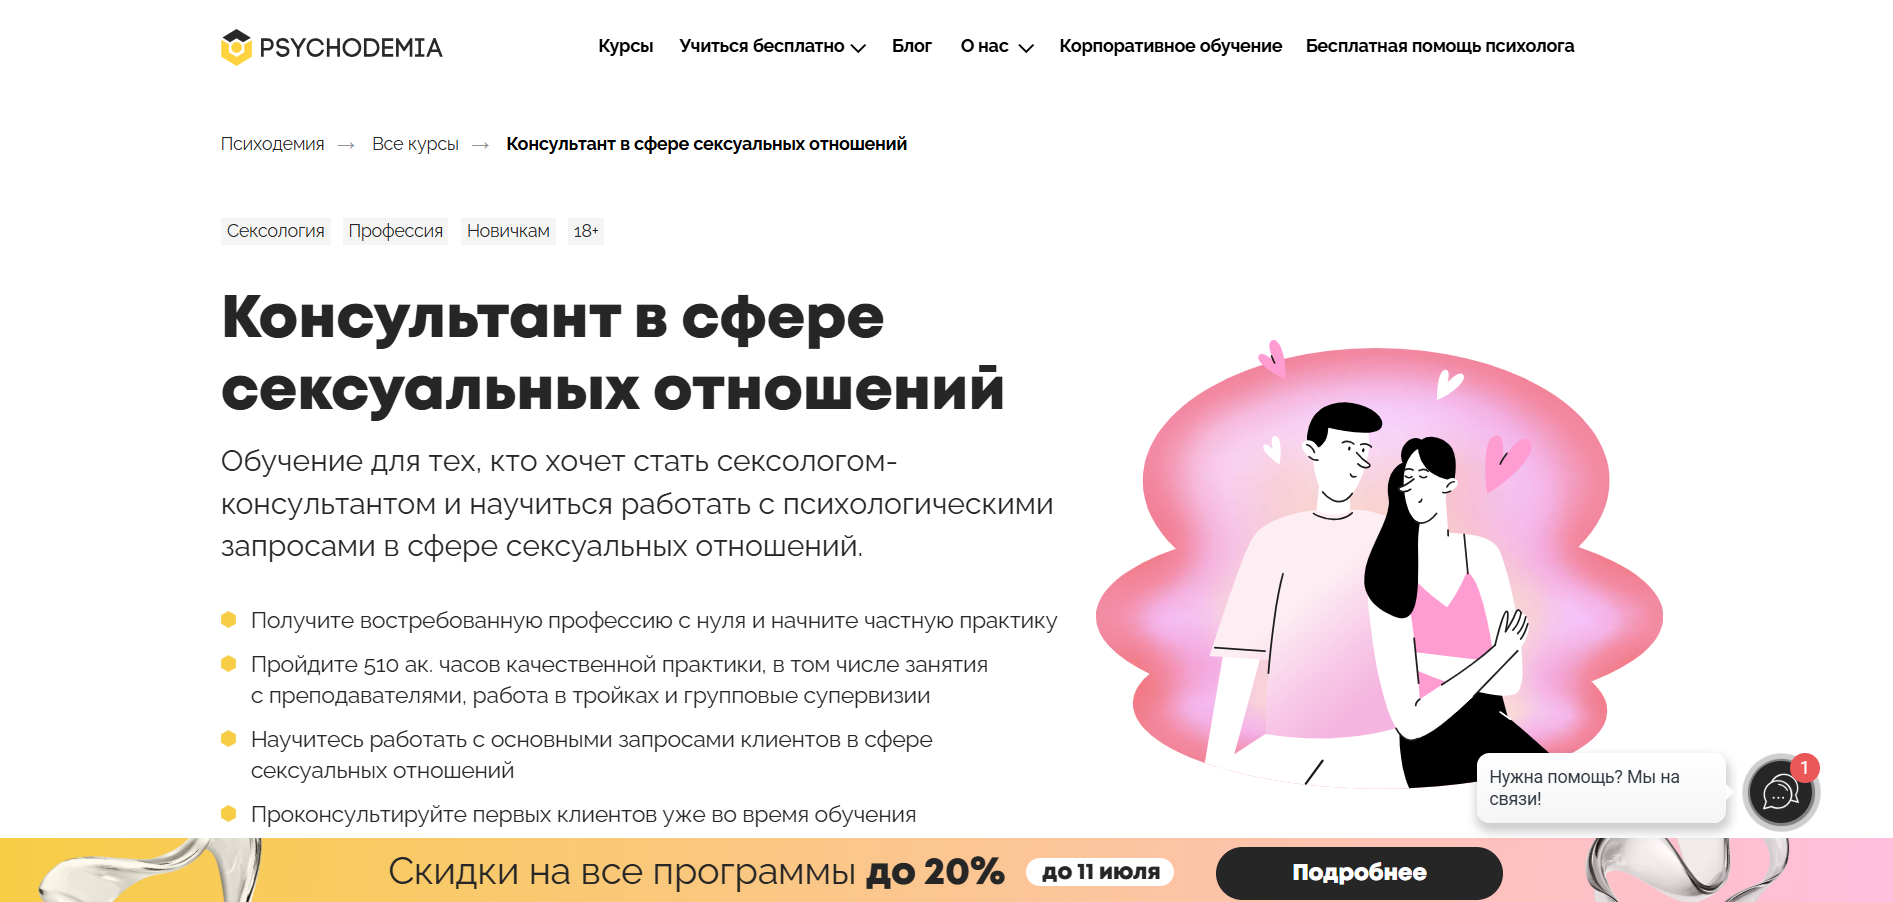 PSYCHODEMIA
Курсы Учиться бесплатно Блог О нас Корпоративное обучение Бесплатная помощь психолога
Психодемия → Все курсы → Консультант в сфере сексуальных отношений
Сексология Профессия Новичкам 18+
Консультант в сфере
сексуальных отношений
Обучение для тех, кто хочет стать сексологом-
консультантом и научиться работать с психологическими
запросами в сфере сексуальных отношений.
Получите востребованную профессию с нуля и начните частную практику
Пройдите 510 ак. часов качественной практики, в том числе занятия
с преподавателями, работа в тройках и групповые супервизии
Научитесь работать с основными запросами клиентов в сфере
сексуальных отношений
Проконсультируйте первых клиентов уже во время обучения
Нужна помощь? Мы на
связи!
1
Скидки на все программы до 20% до 11 июля Подробнее